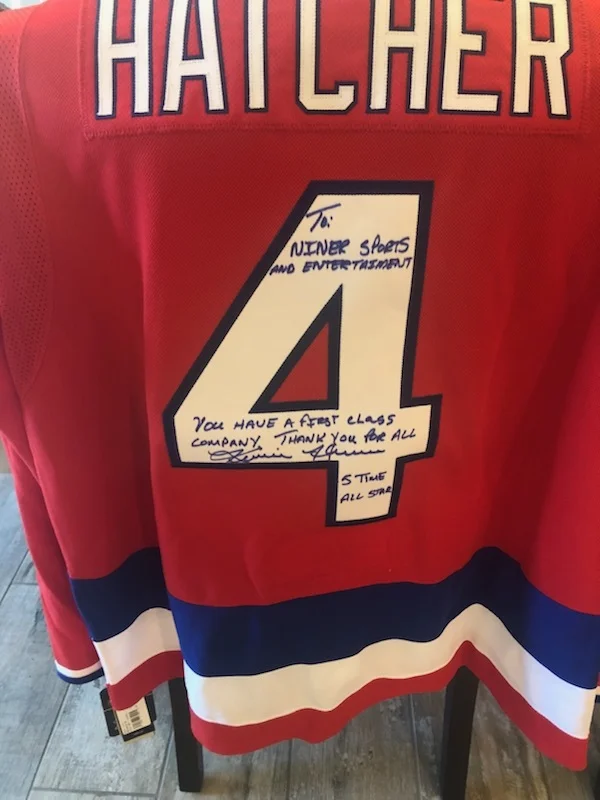 HATCHER
4
To:
NINER SPORTS
AND ENTERTAIMENT
YOU HAVE A FIRST CLASS
COMPANY, THANK YOU FOR ALL
5 TIME
ALL STAR